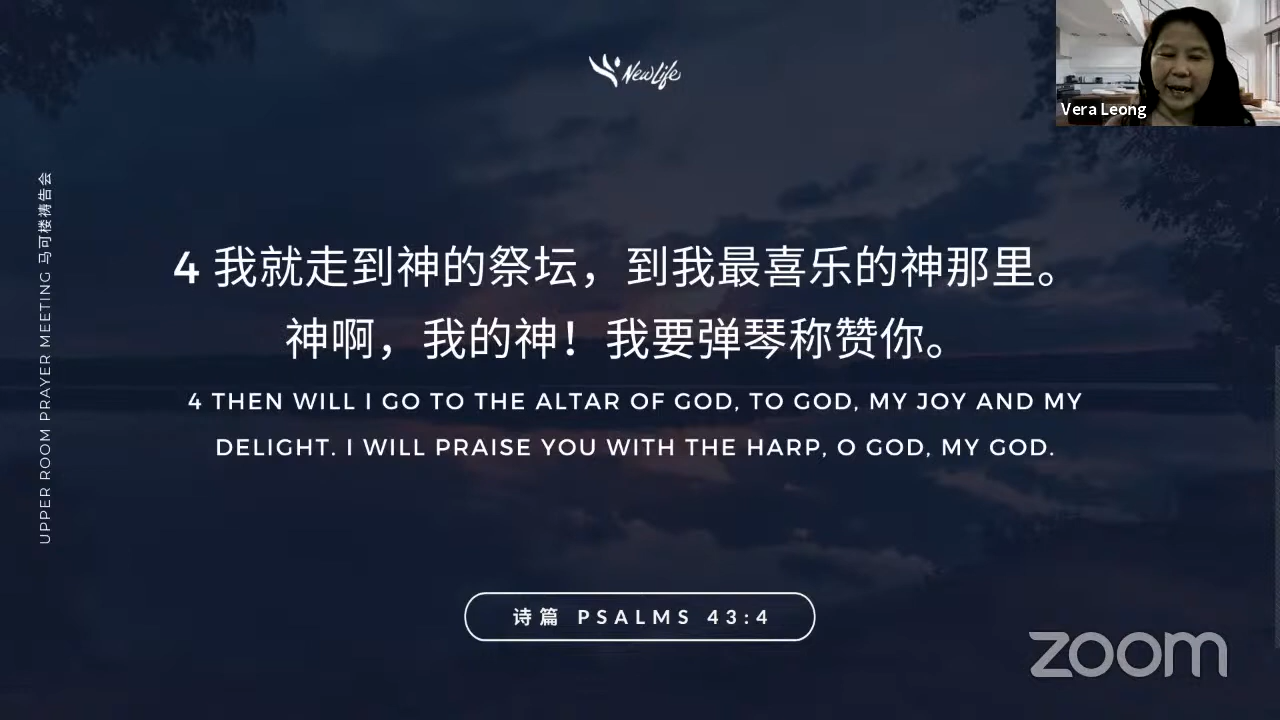 NewLife
Vera Leong
UPPER ROOM PRAYER MEETING 马可楼祷告会
4 我就走到神的祭坛，到我最喜乐的神那里。
神啊，我的神！我要弹琴称赞你。
4 THEN WILL I GO TO THE ALTAR OF GOD, TO GOD, MY JOY AND MY
DELIGHT. I WILL PRAISE YOU WITH THE HARP, O GOD, MY GOD.
诗篇 PSALMS 43:4
zoom